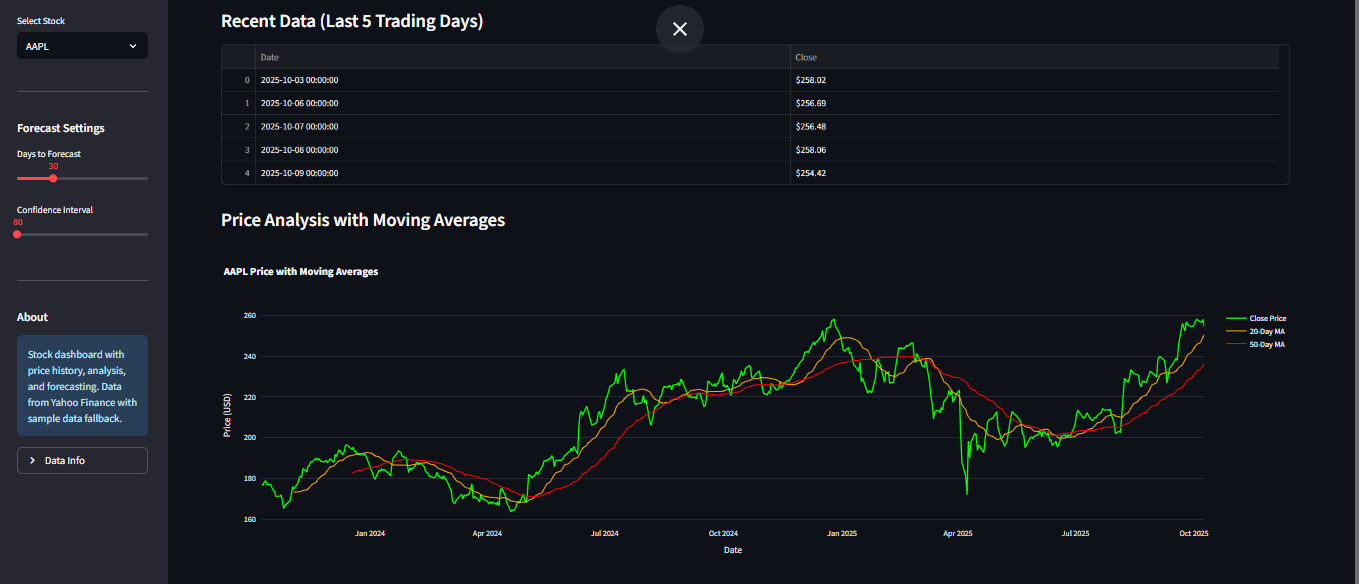 Select Stock
AAPL
Forecast Settings
Days to Forecast
30
Confidence Interval
80
About
Stock dashboard with
price history, analysis,
and forecasting. Data
from Yahoo Finance with
sample data fallback.
Data Info
Recent Data (Last 5 Trading Days)
Date Close
0 2025-10-03 00:00:00 $258.02
1 2025-10-06 00:00:00 $256.69
2 2025-10-07 00:00:00 $256.48
3 2025-10-08 00:00:00 $258.06
4 2025-10-09 00:00:00 $254.42
Price Analysis with Moving Averages
AAPL Price with Moving Averages
Price (USD)
260
240
220
200
180
160
Jan 2024 Apr 2024 Jul 2024 Oct 2024 Jan 2025 Apr 2025 Jul 2025 Oct 2025
Date
Close Price
20-Day MA
50-Day MA